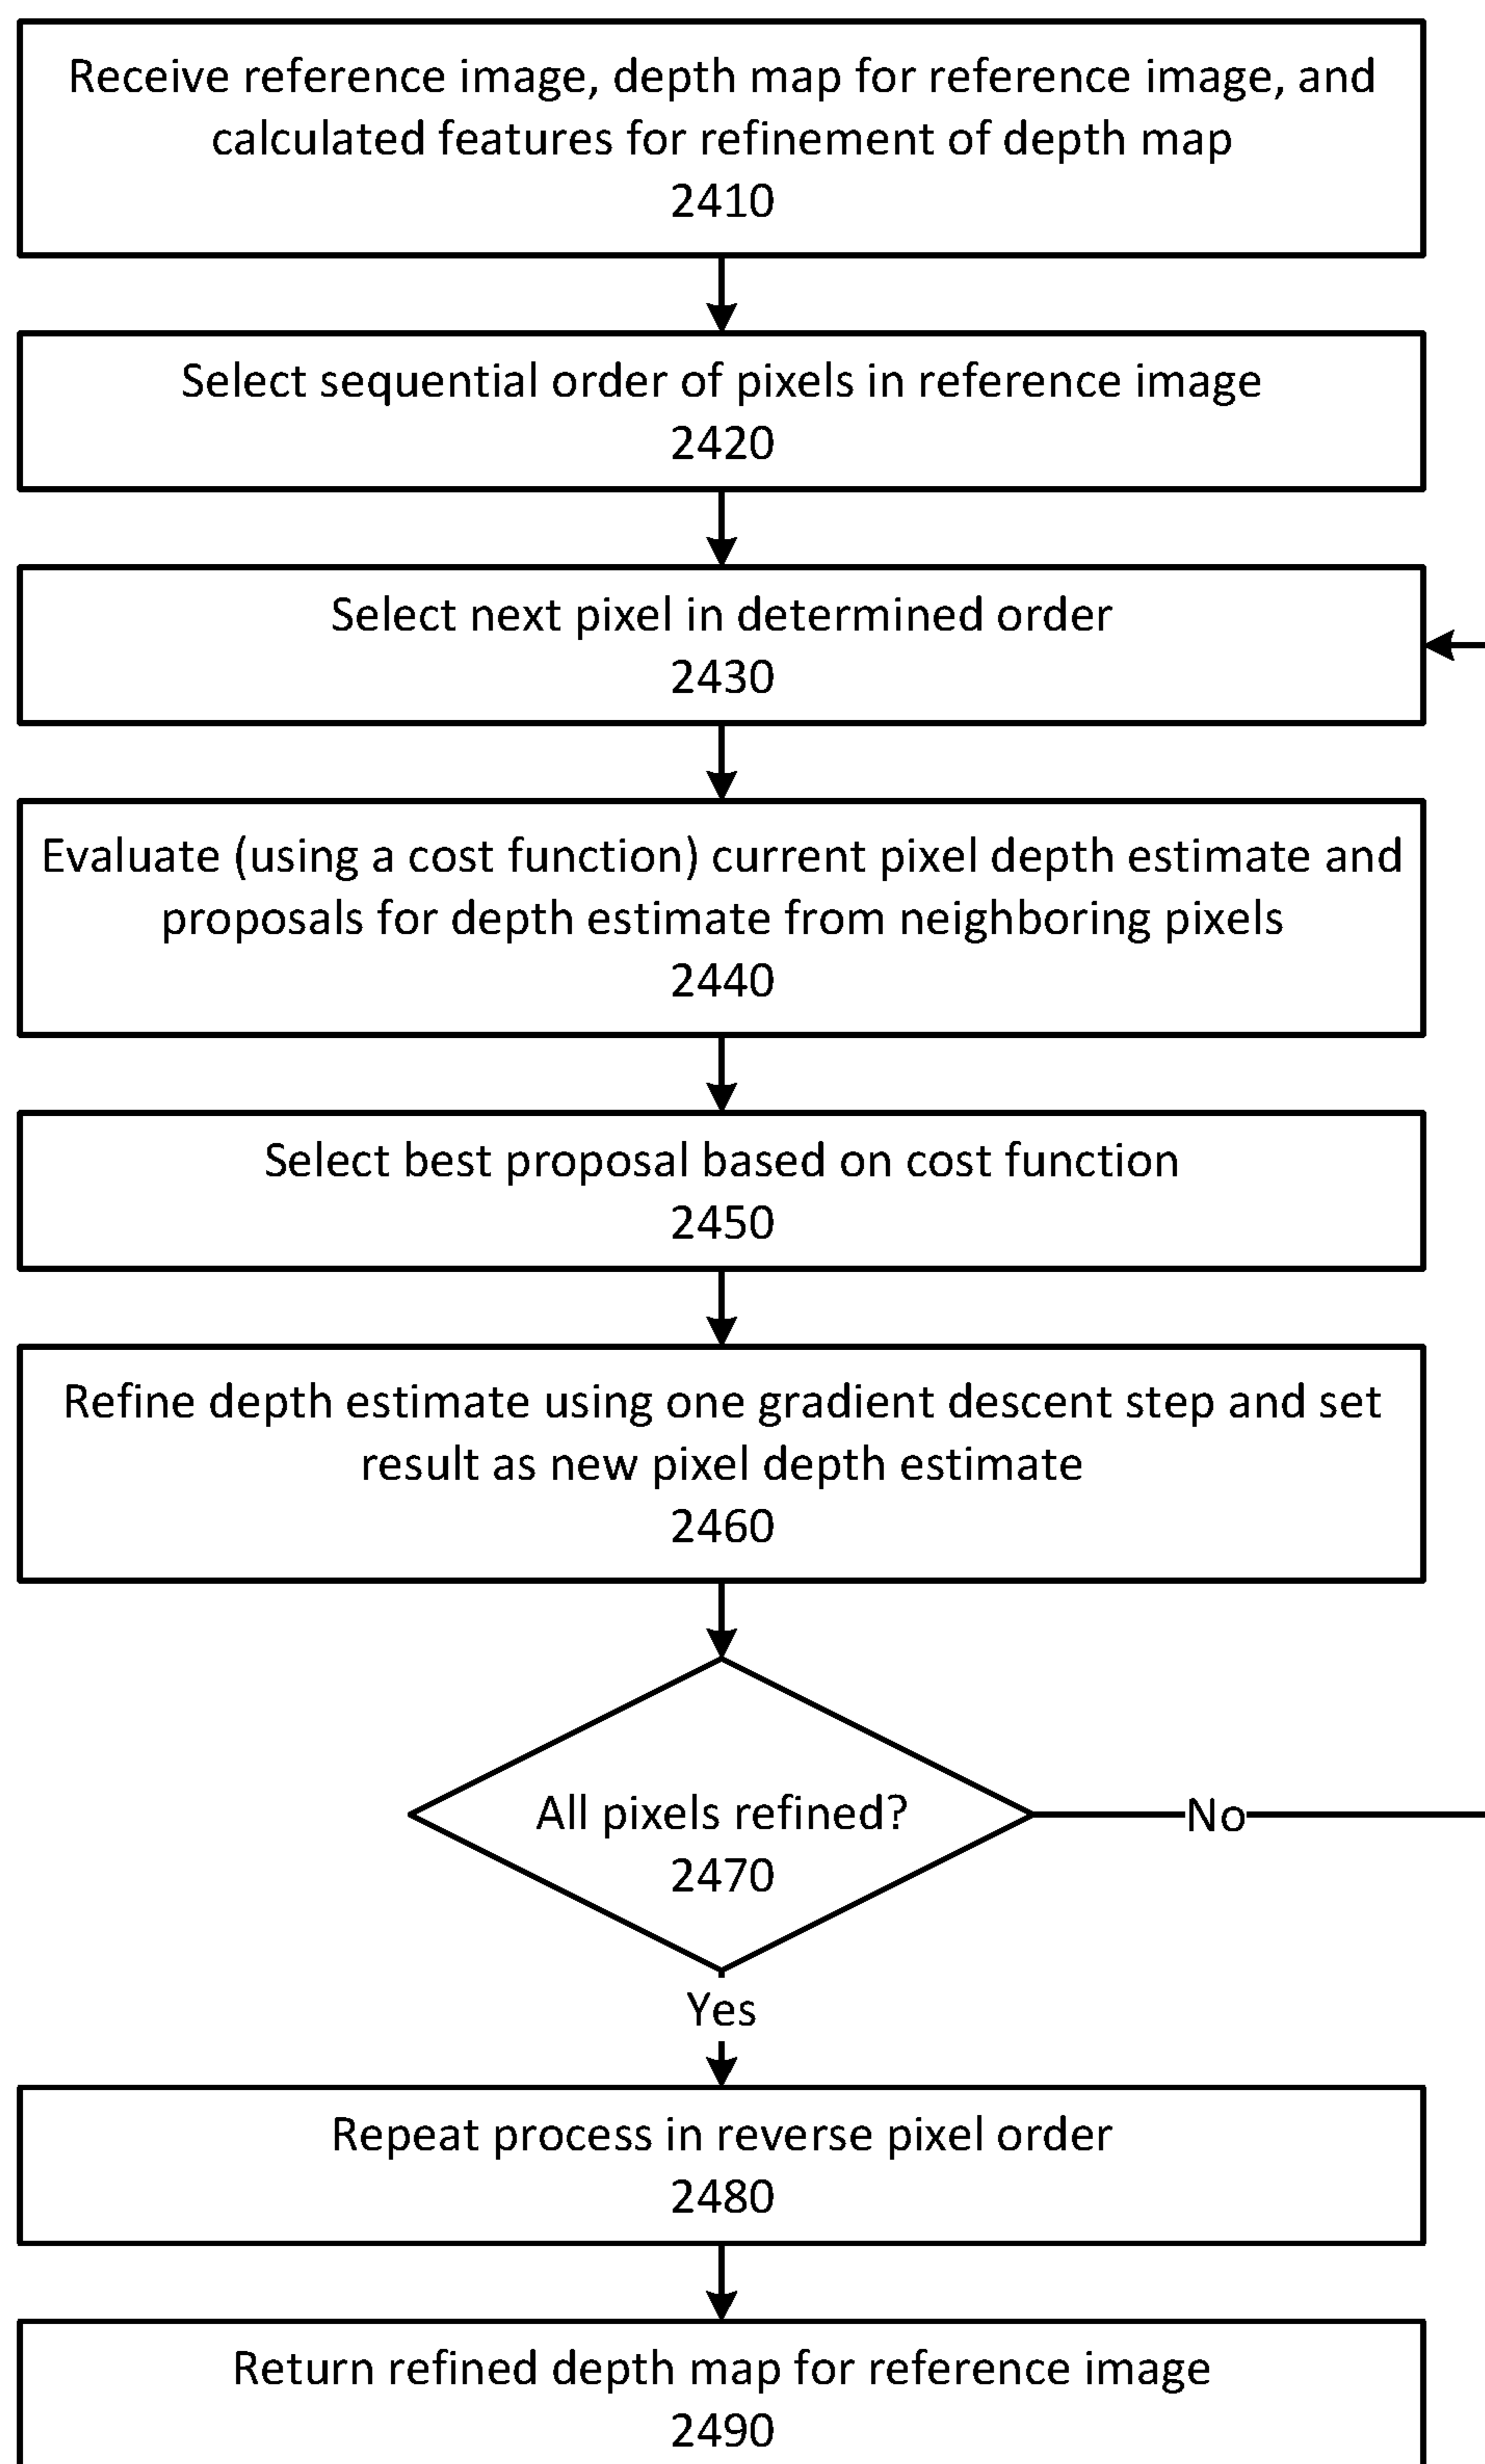 Receive reference image, depth map for reference image, and
calculated features for refinement of depth map
2410
Select sequential order of pixels in reference image
2420
Select next pixel in determined order
2430
Evaluate (using a cost function) current pixel depth estimate and
proposals for depth estimate from neighboring pixels
2440
Select best proposal based on cost function
2450
Refine depth estimate using one gradient descent step and set
result as new pixel depth estimate
2460
All pixels refined?
2470
No
Yes
Repeat process in reverse pixel order
2480
Return refined depth map for reference image
2490